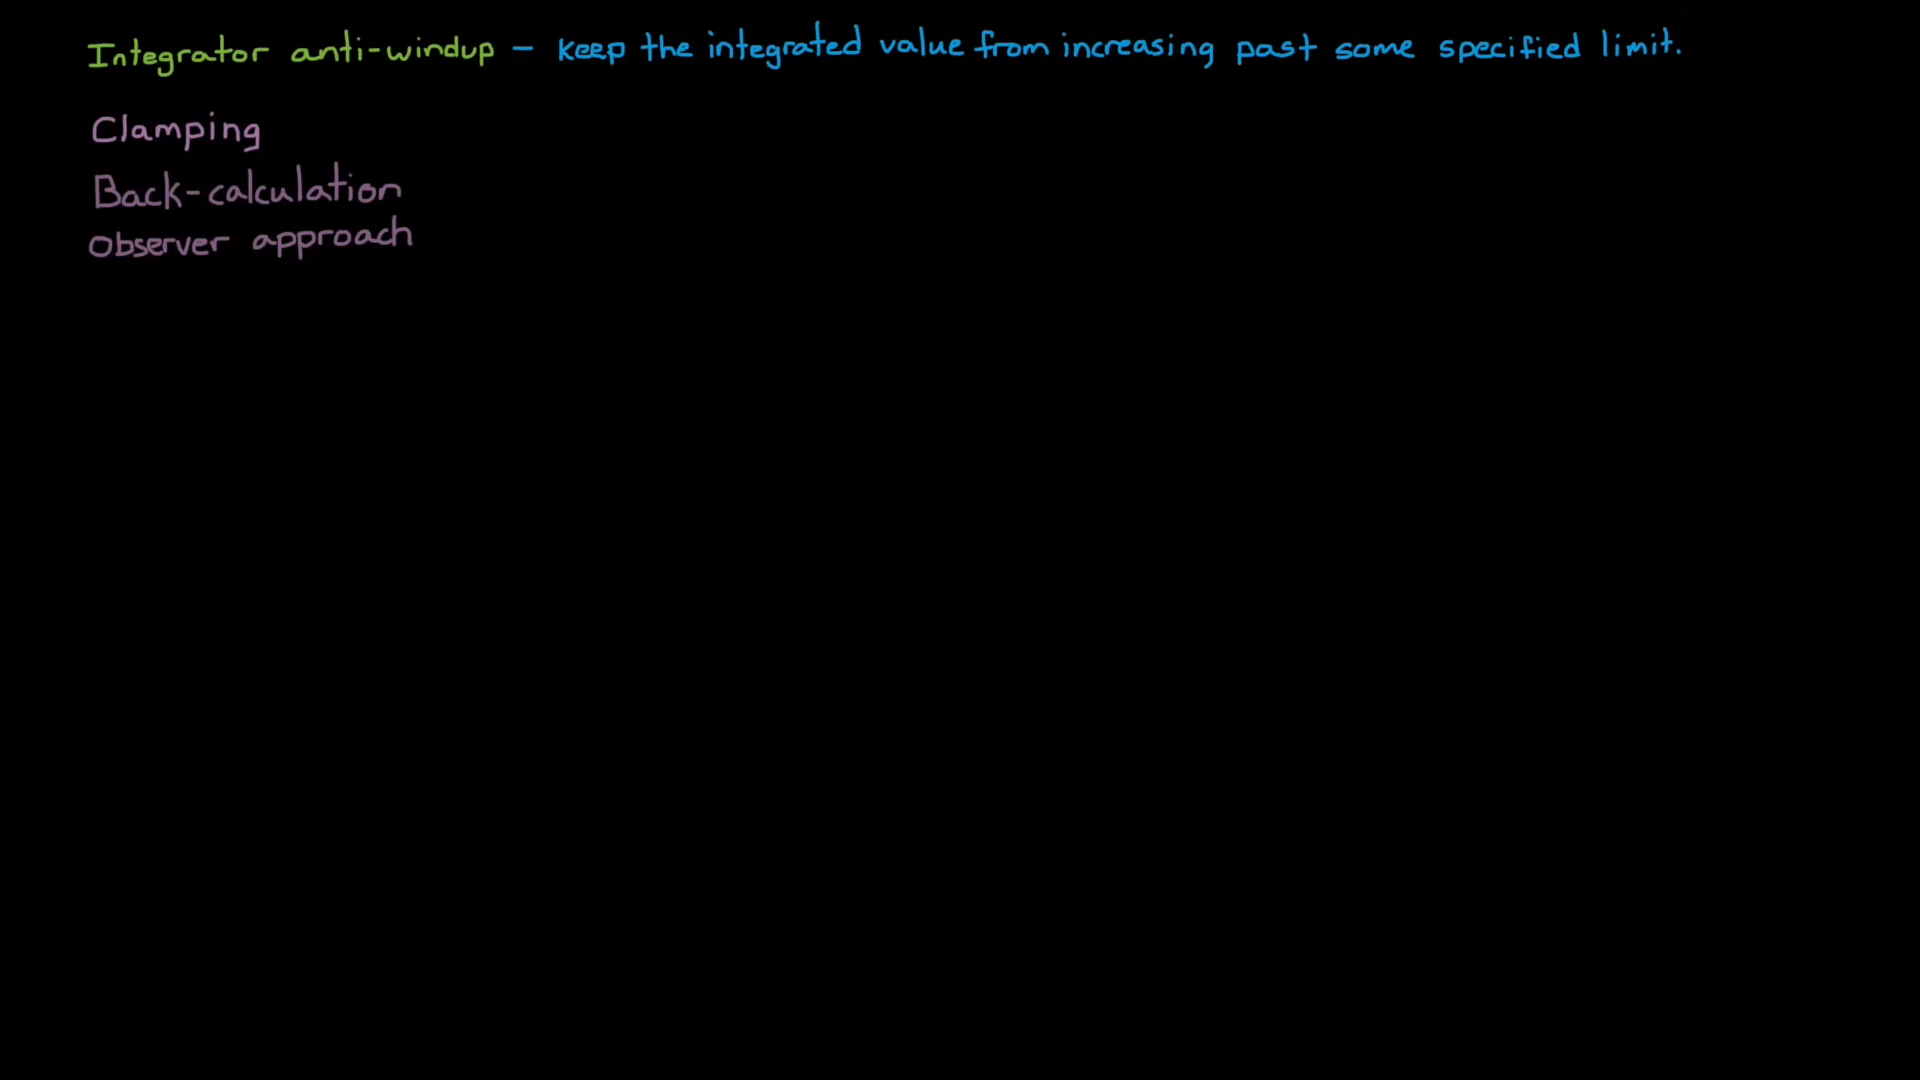 Integrator anti-windup - keep the integrated value from increasing past some specified limit.
Clamping
Back-calculation
Observer approach